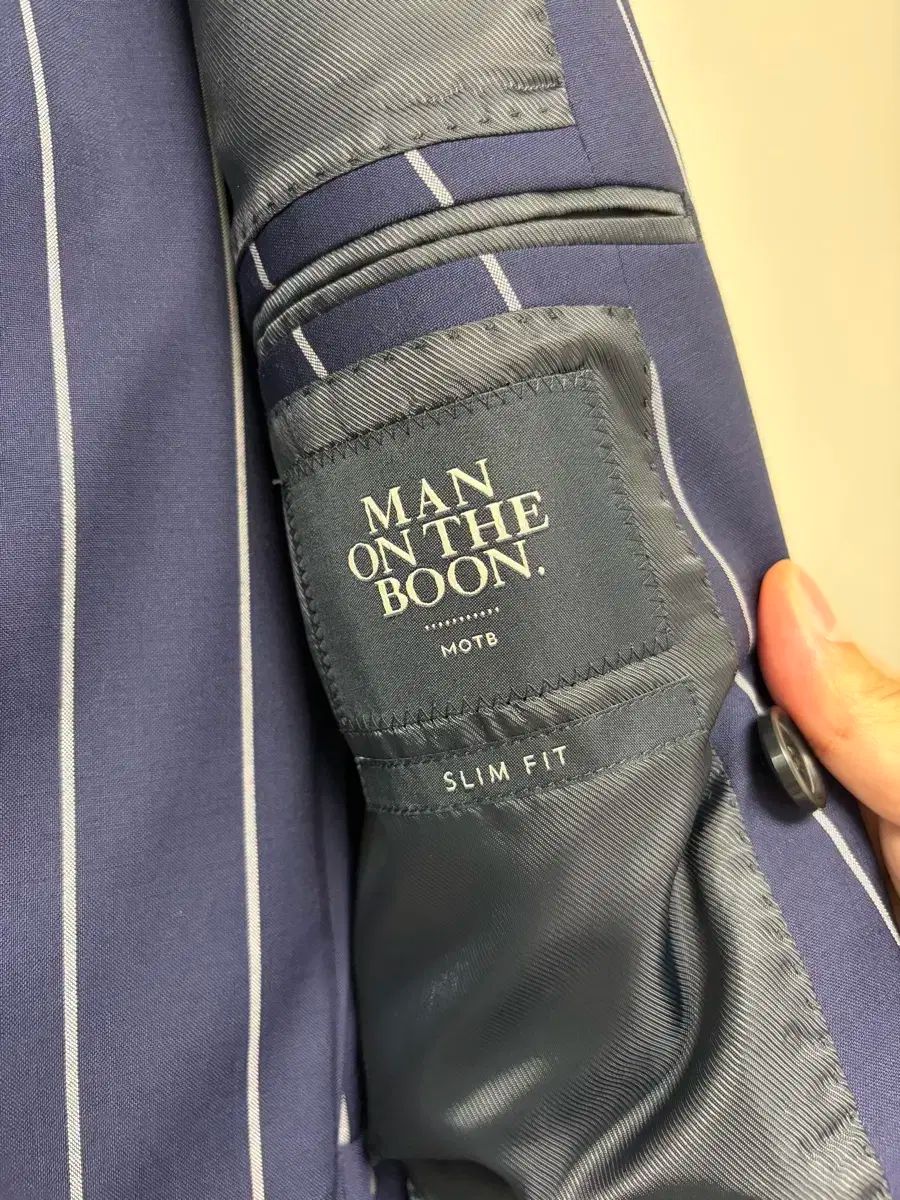 MAN
ON THE
BOON.
MOTB
SLIM FIT